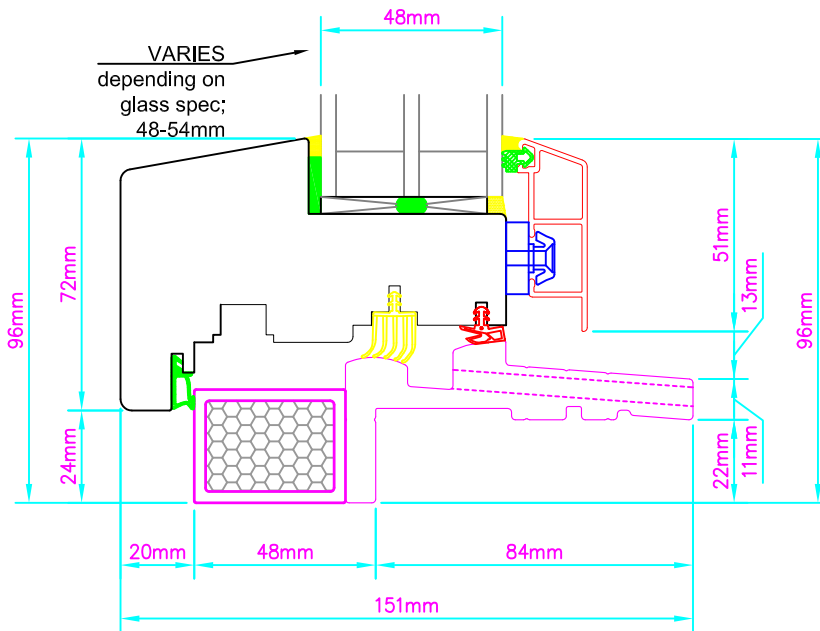 48mm
VARIES
depending on
glass spec;
48-54mm
96mm
72mm
51mm
13mm
96mm
24mm
22mm
11mm
20mm
48mm
84mm
151mm